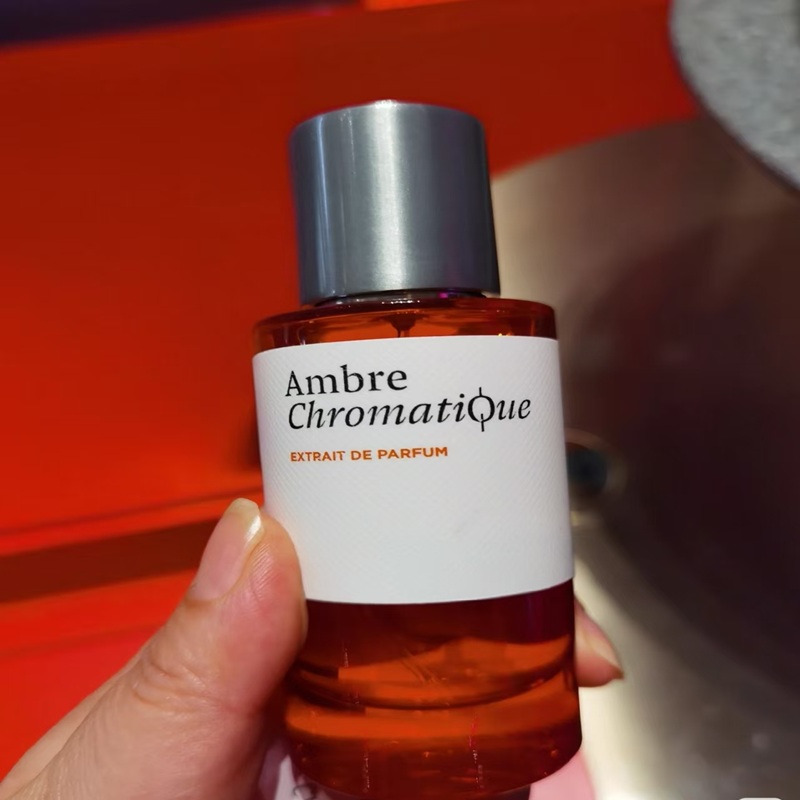 Ambre
ChromatiQue
EXTRAIT DE PARFUM